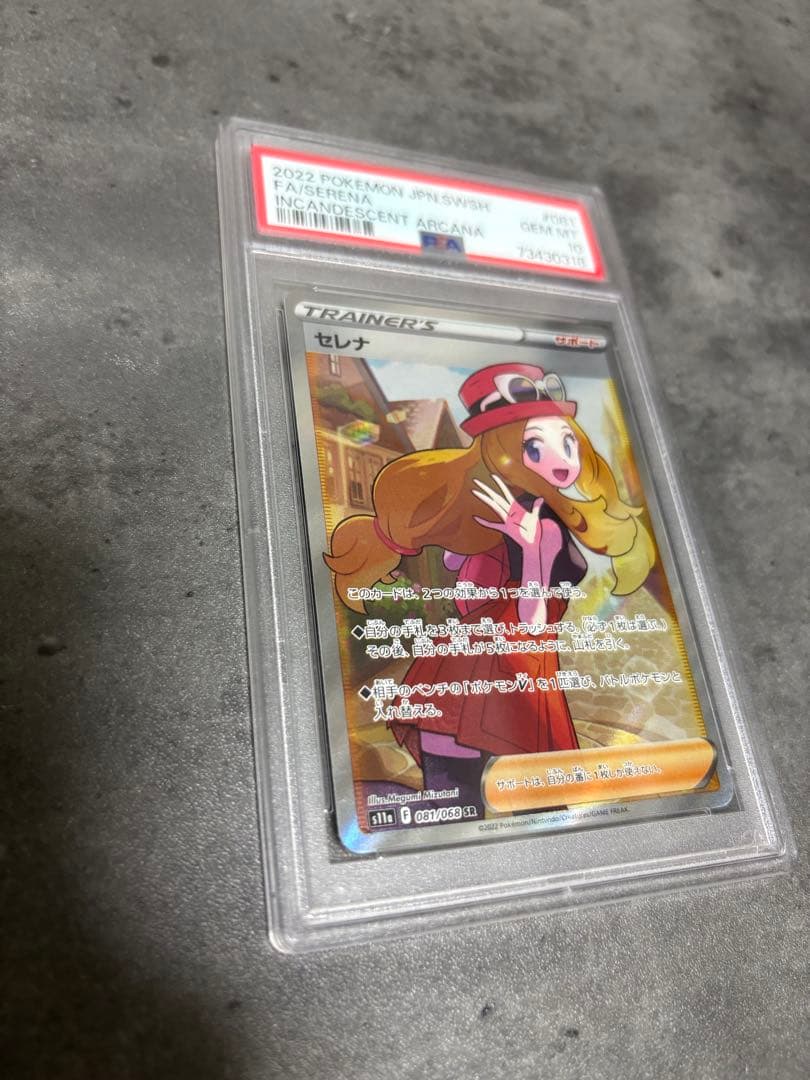 2022 POKEMON JPN.SWSH #081
FA/SERENA GEM MT
INCANDESCENT ARCANA 10
PSA 73430318
TRAINER'S サポート
セレナ
このカードは、2つの効果から1つを選んで使う。
◆自分の手札を3枚まで選び、トラッシュする。(必ず1枚は選ぶ。)
その後、自分の手札が5枚になるように、山札を引く。
◆相手のベンチの「ポケモンV」を1匹選び、バトルポケモンと
入れ替える。
サポートは、自分の番に1枚しか使えない。
Illus. Megumi Mizutani
s11a F 081/068 SR
©2022 Pokémon/Nintendo/Creatures/GAME FREAK.